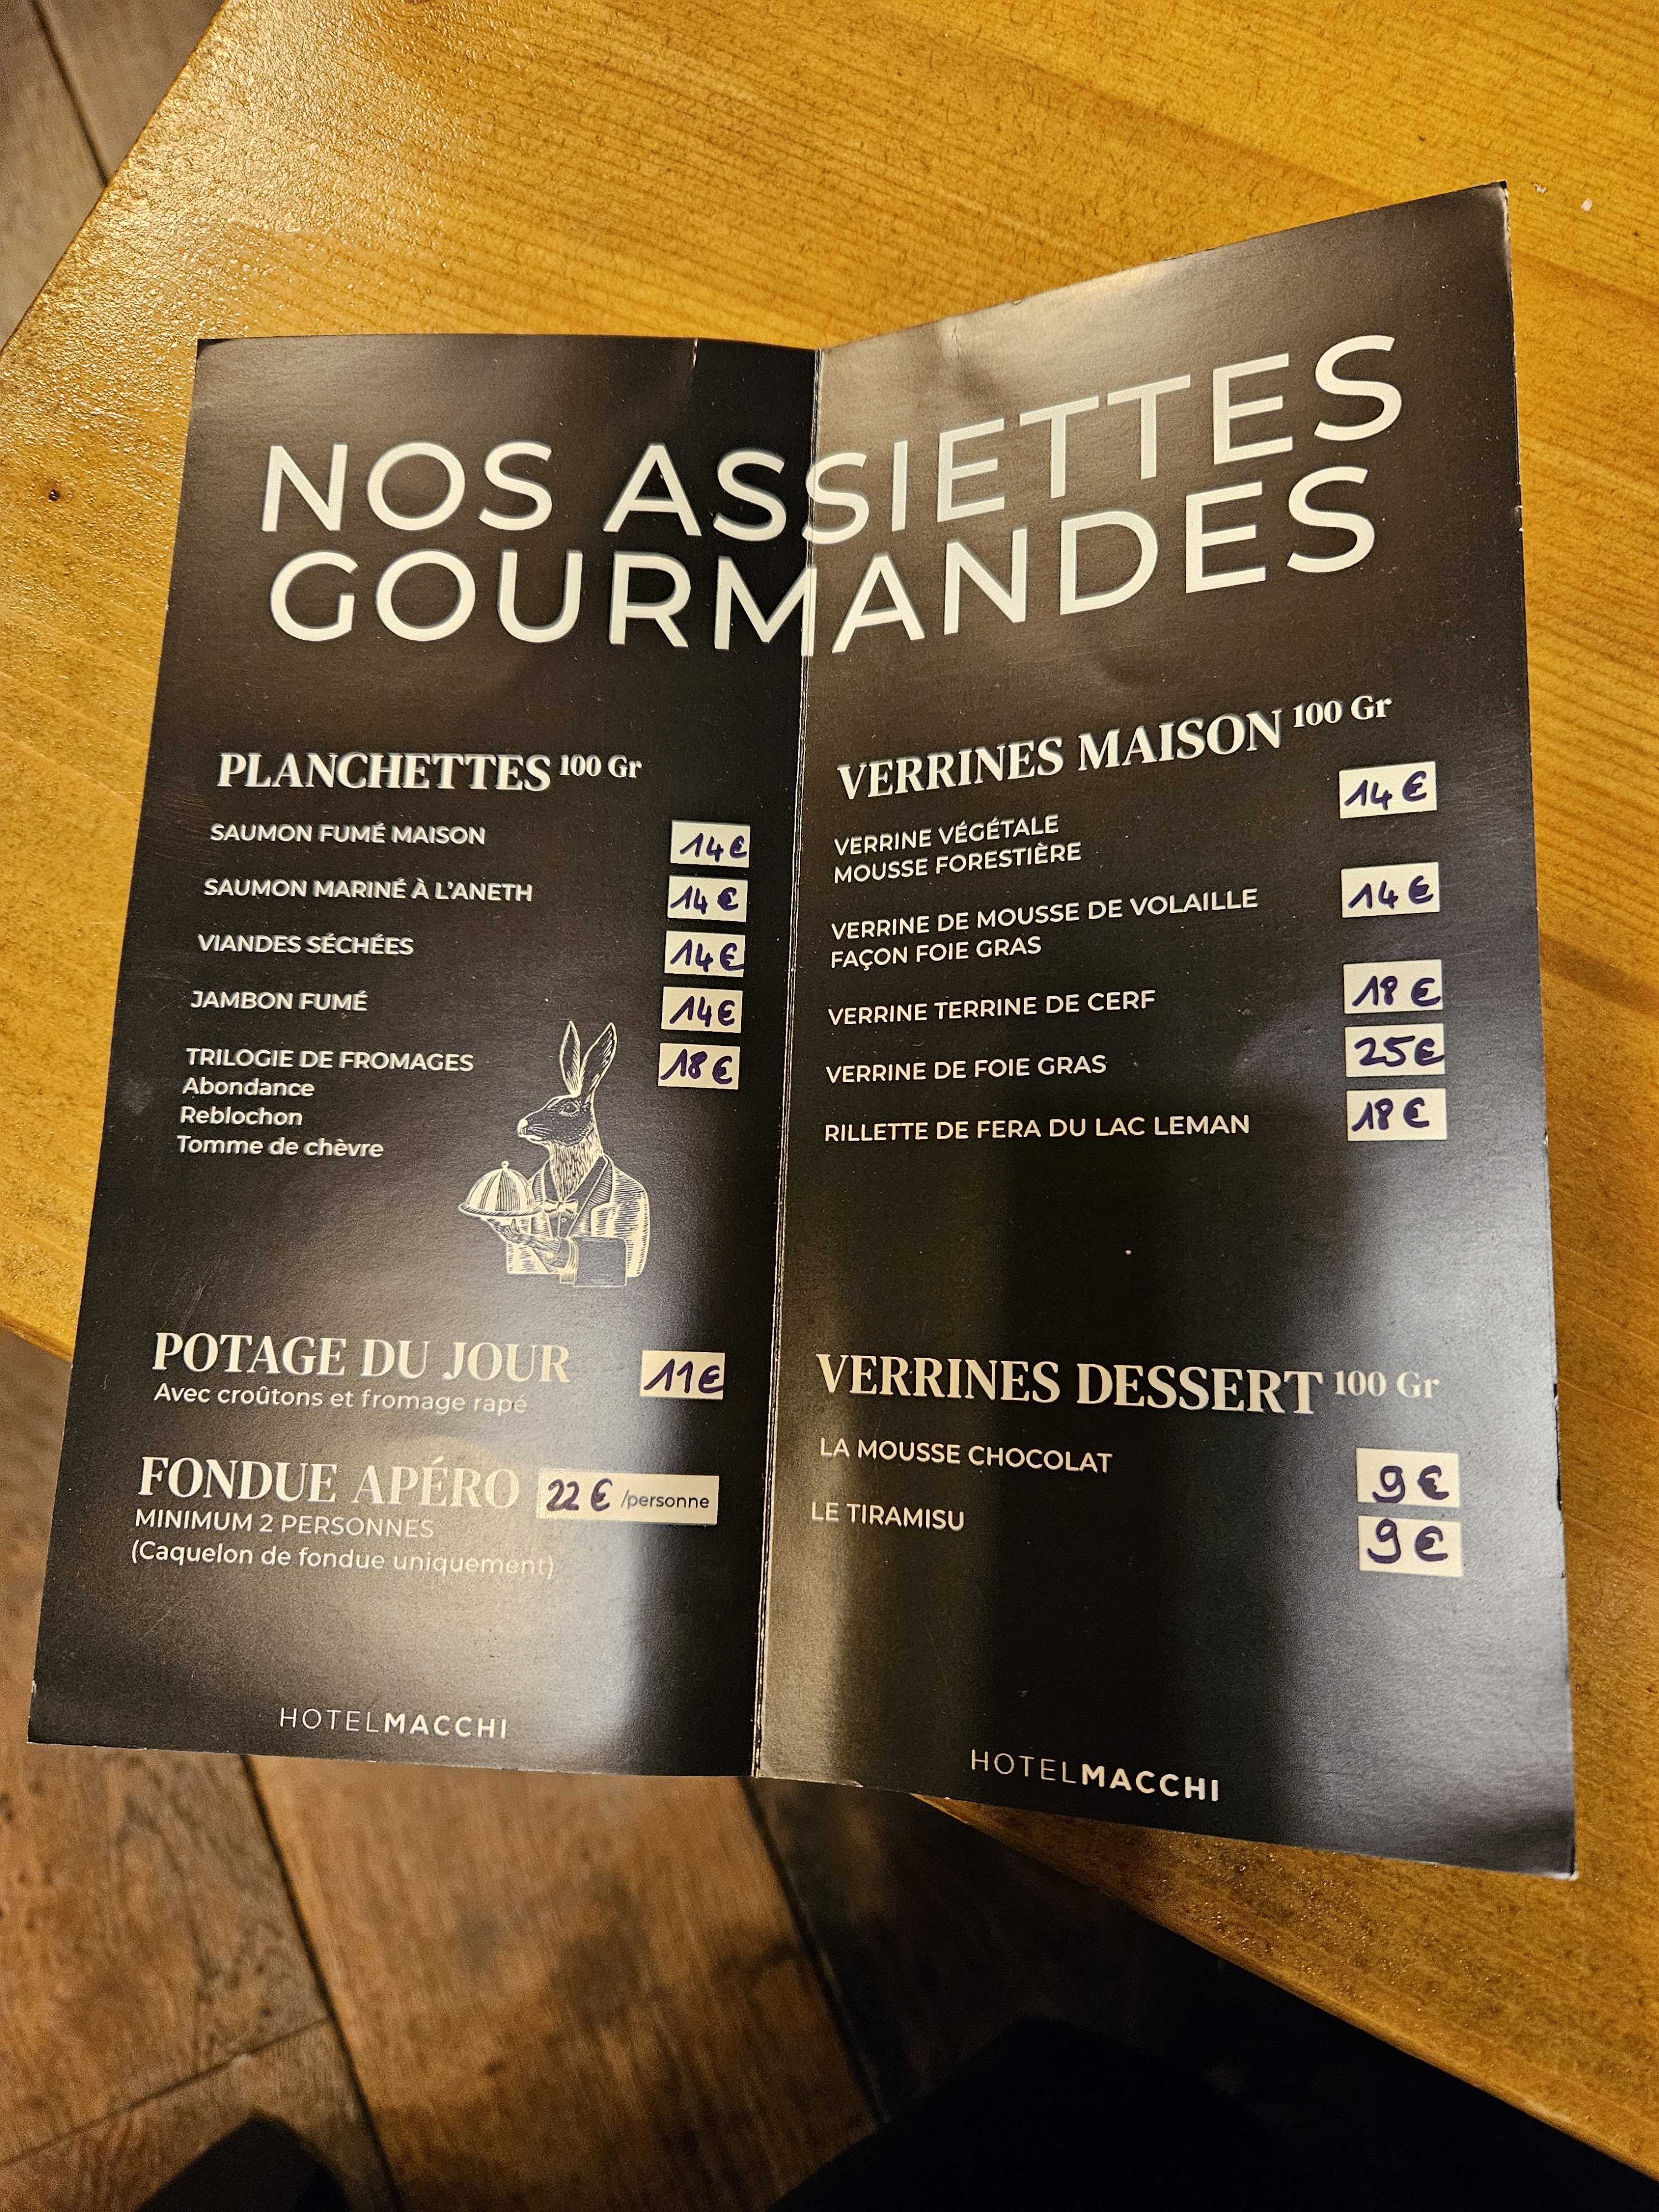 NOS ASSIETTES
GOURMANDES
PLANCHETTES 100 Gr
SAUMON FUMÉ MAISON 14€
SAUMON MARINÉ À L'ANETH 14€
VIANDES SÉCHÉES 14€
JAMBON FUMÉ 14€
TRILOGIE DE FROMAGES 18€
Abondance
Reblochon
Tomme de chèvre
POTAGE DU JOUR 11€
Avec croûtons et fromage rapé
FONDUE APÉRO 22€ /personne
MINIMUM 2 PERSONNES
(Caquelon de fondue uniquement)
HOTELMACCHI
VERRINES MAISON 100 Gr
VERRINE VÉGÉTALE 14€
MOUSSE FORESTIÈRE
VERRINE DE MOUSSE DE VOLAILLE 14€
FAÇON FOIE GRAS
VERRINE TERRINE DE CERF 18€
VERRINE DE FOIE GRAS 25€
RILLETTE DE FERA DU LAC LEMAN 18€
VERRINES DESSERT 100 Gr
LA MOUSSE CHOCOLAT 9€
LE TIRAMISU 9€
HOTELMACCHI